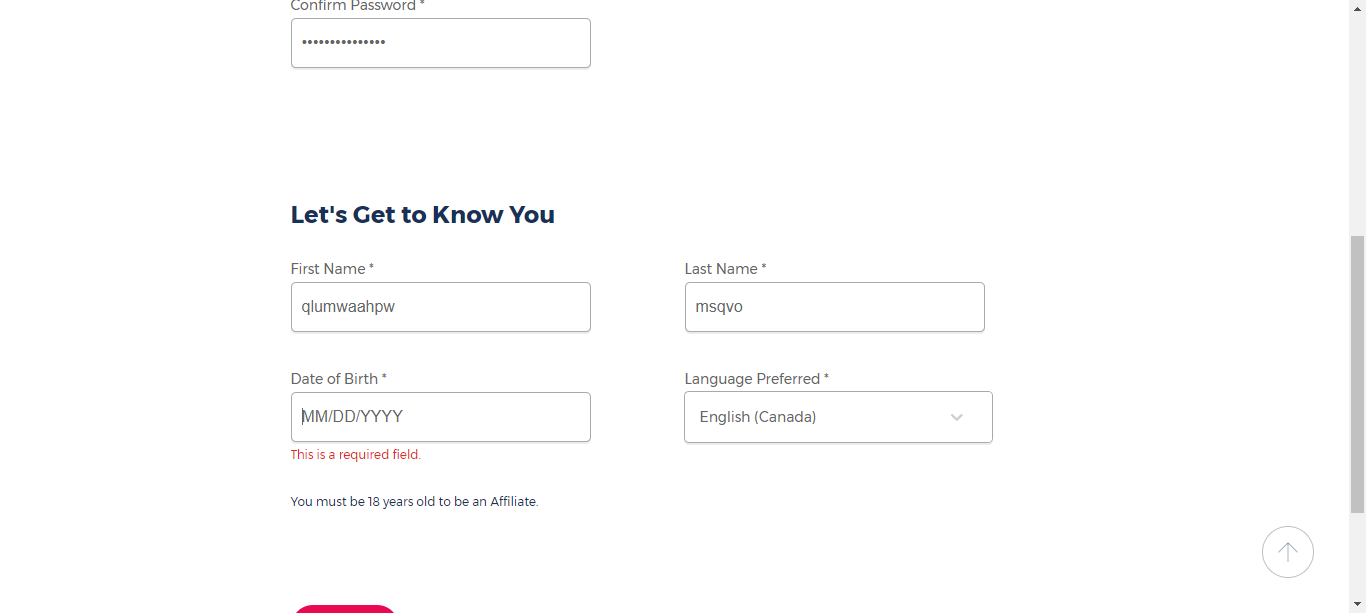 Confirm Password *
•••••••••••••••
Let's Get to Know You
First Name *
Last Name *
qlumwaahpw
msqvo
Date of Birth *
Language Preferred *
MM/DD/YYYY
English (Canada)
This is a required field.
You must be 18 years old to be an Affiliate.